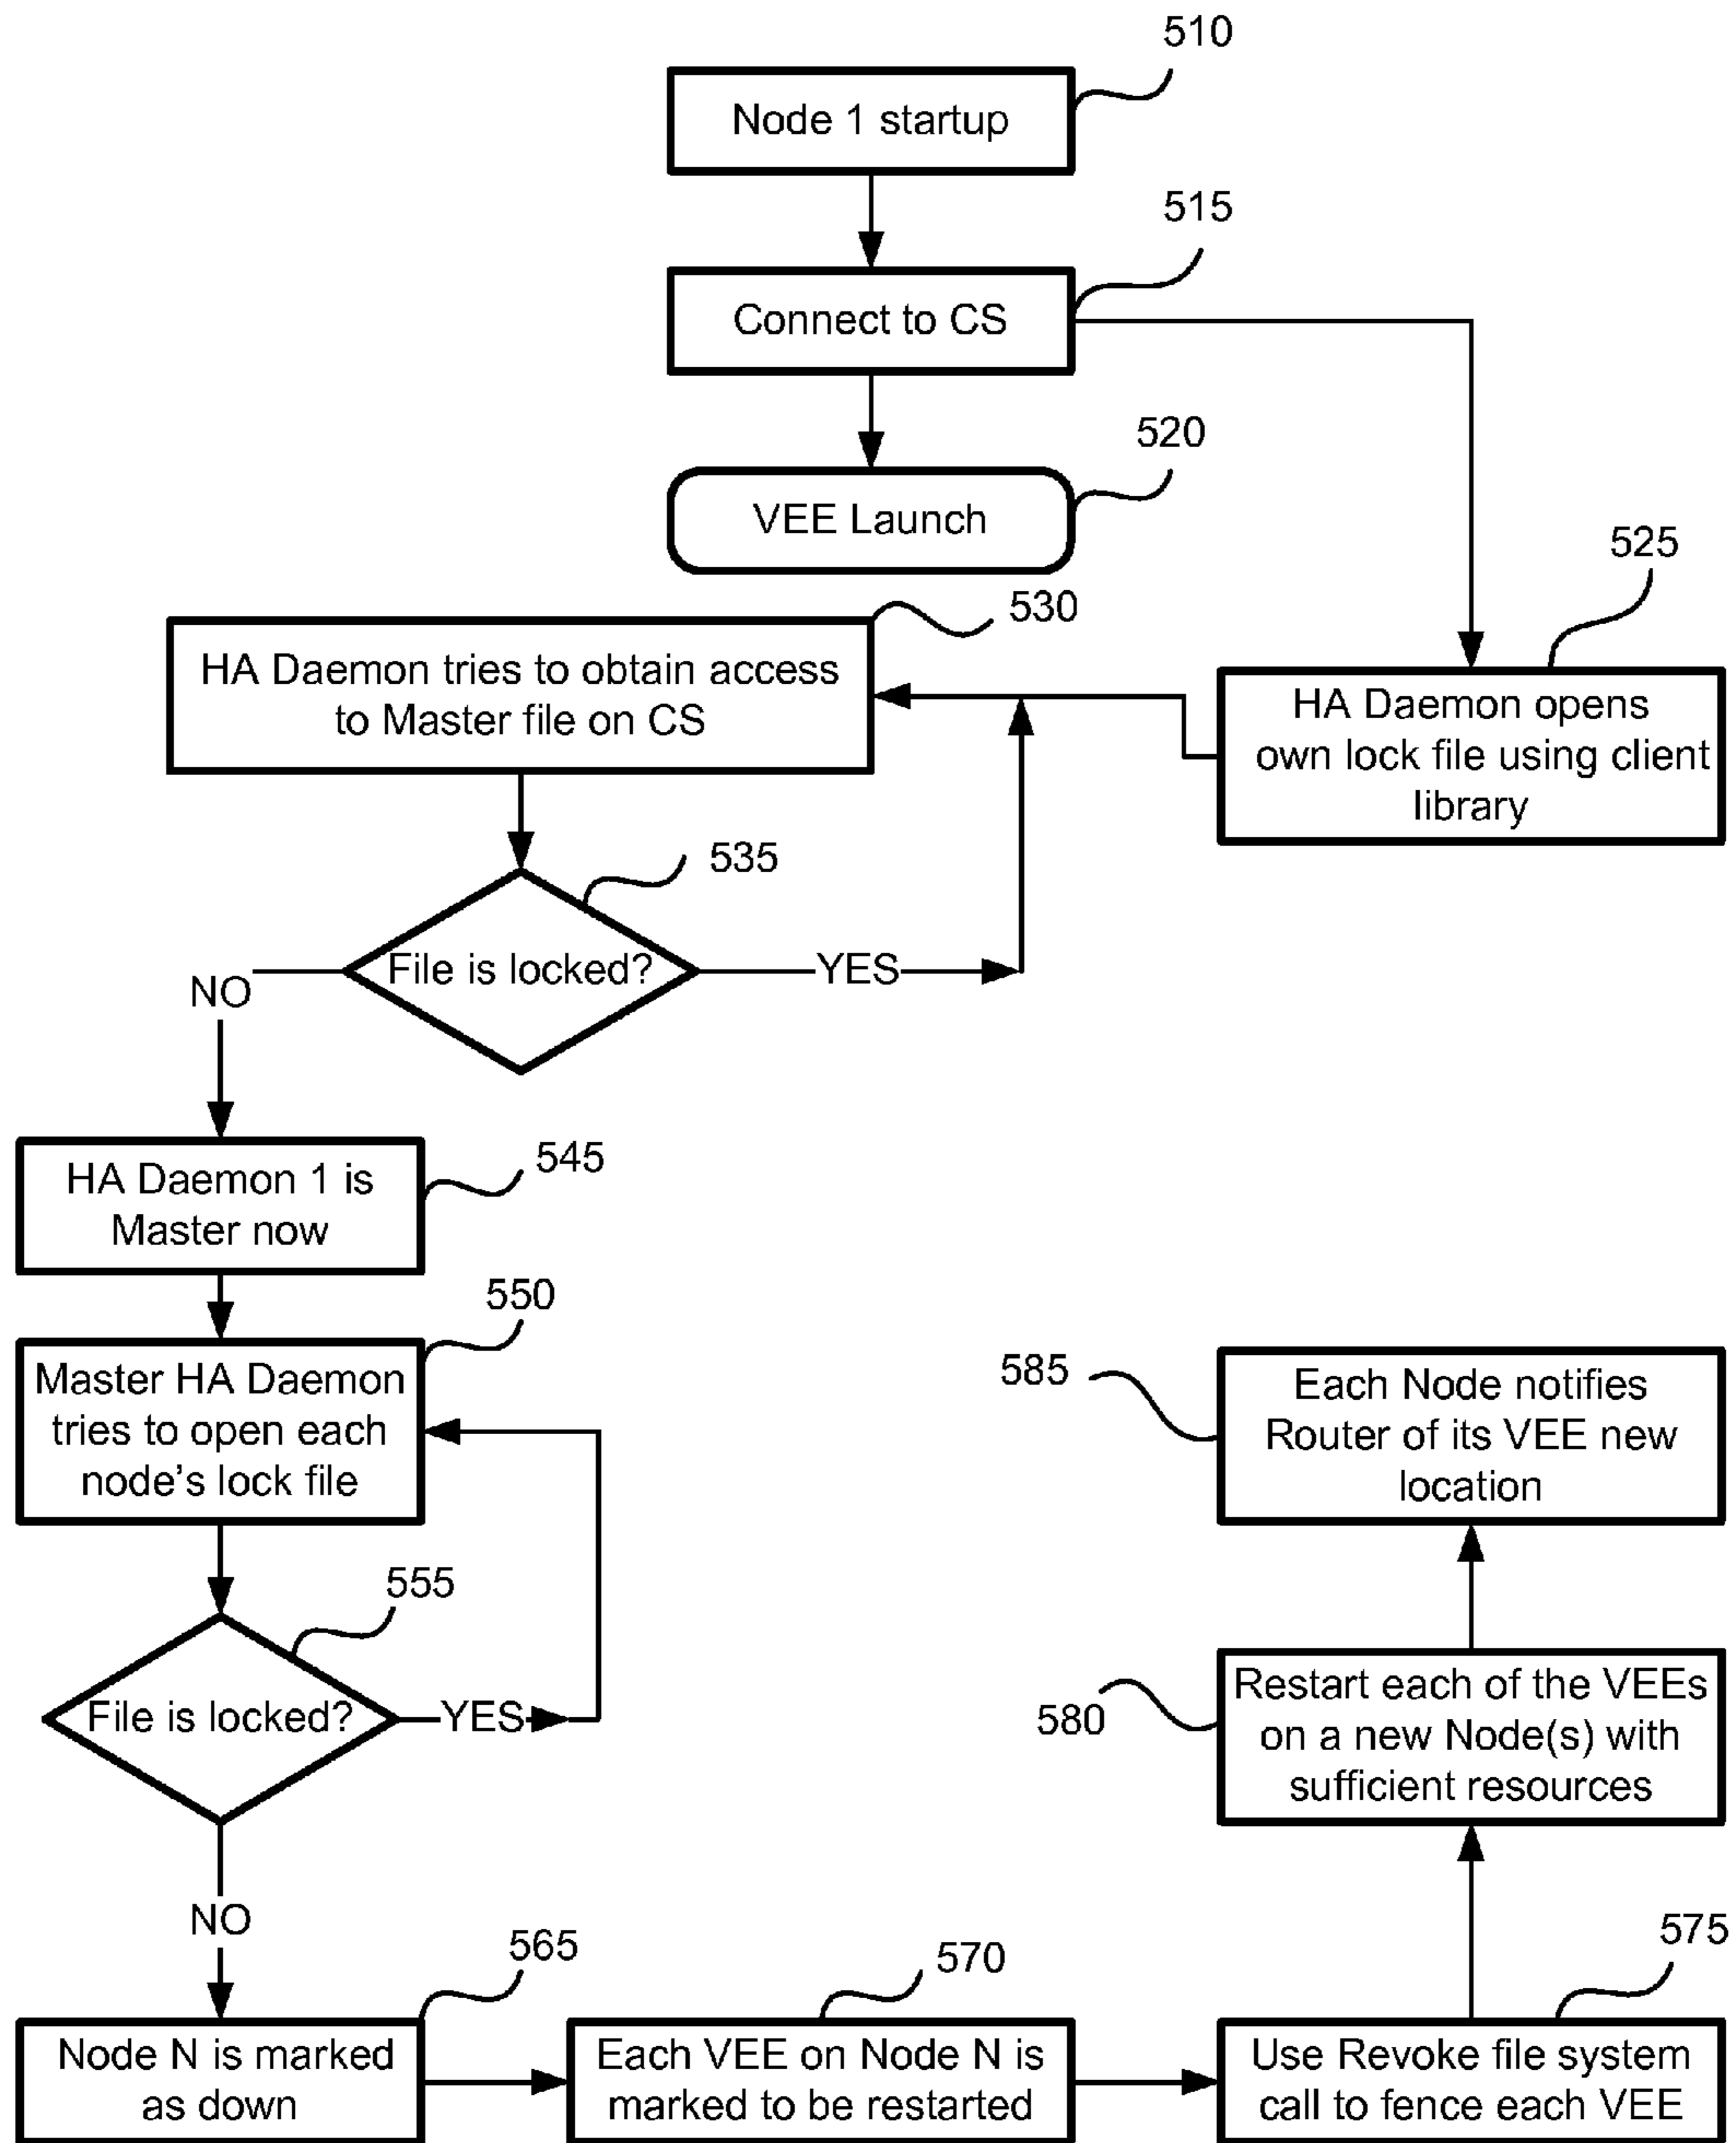 510
Node 1 startup
515
Connect to CS
520
VEE Launch
525
HA Daemon opens
own lock file using client
library
530
HA Daemon tries to obtain access
to Master file on CS
535
File is locked?
YES
NO
545
HA Daemon 1 is
Master now
550
Master HA Daemon
tries to open each
node's lock file
555
File is locked?
YES
NO
565
Node N is marked
as down
570
Each VEE on Node N is
marked to be restarted
575
Use Revoke file system
call to fence each VEE
580
Restart each of the VEEs
on a new Node(s) with
sufficient resources
585
Each Node notifies
Router of its VEE new
location